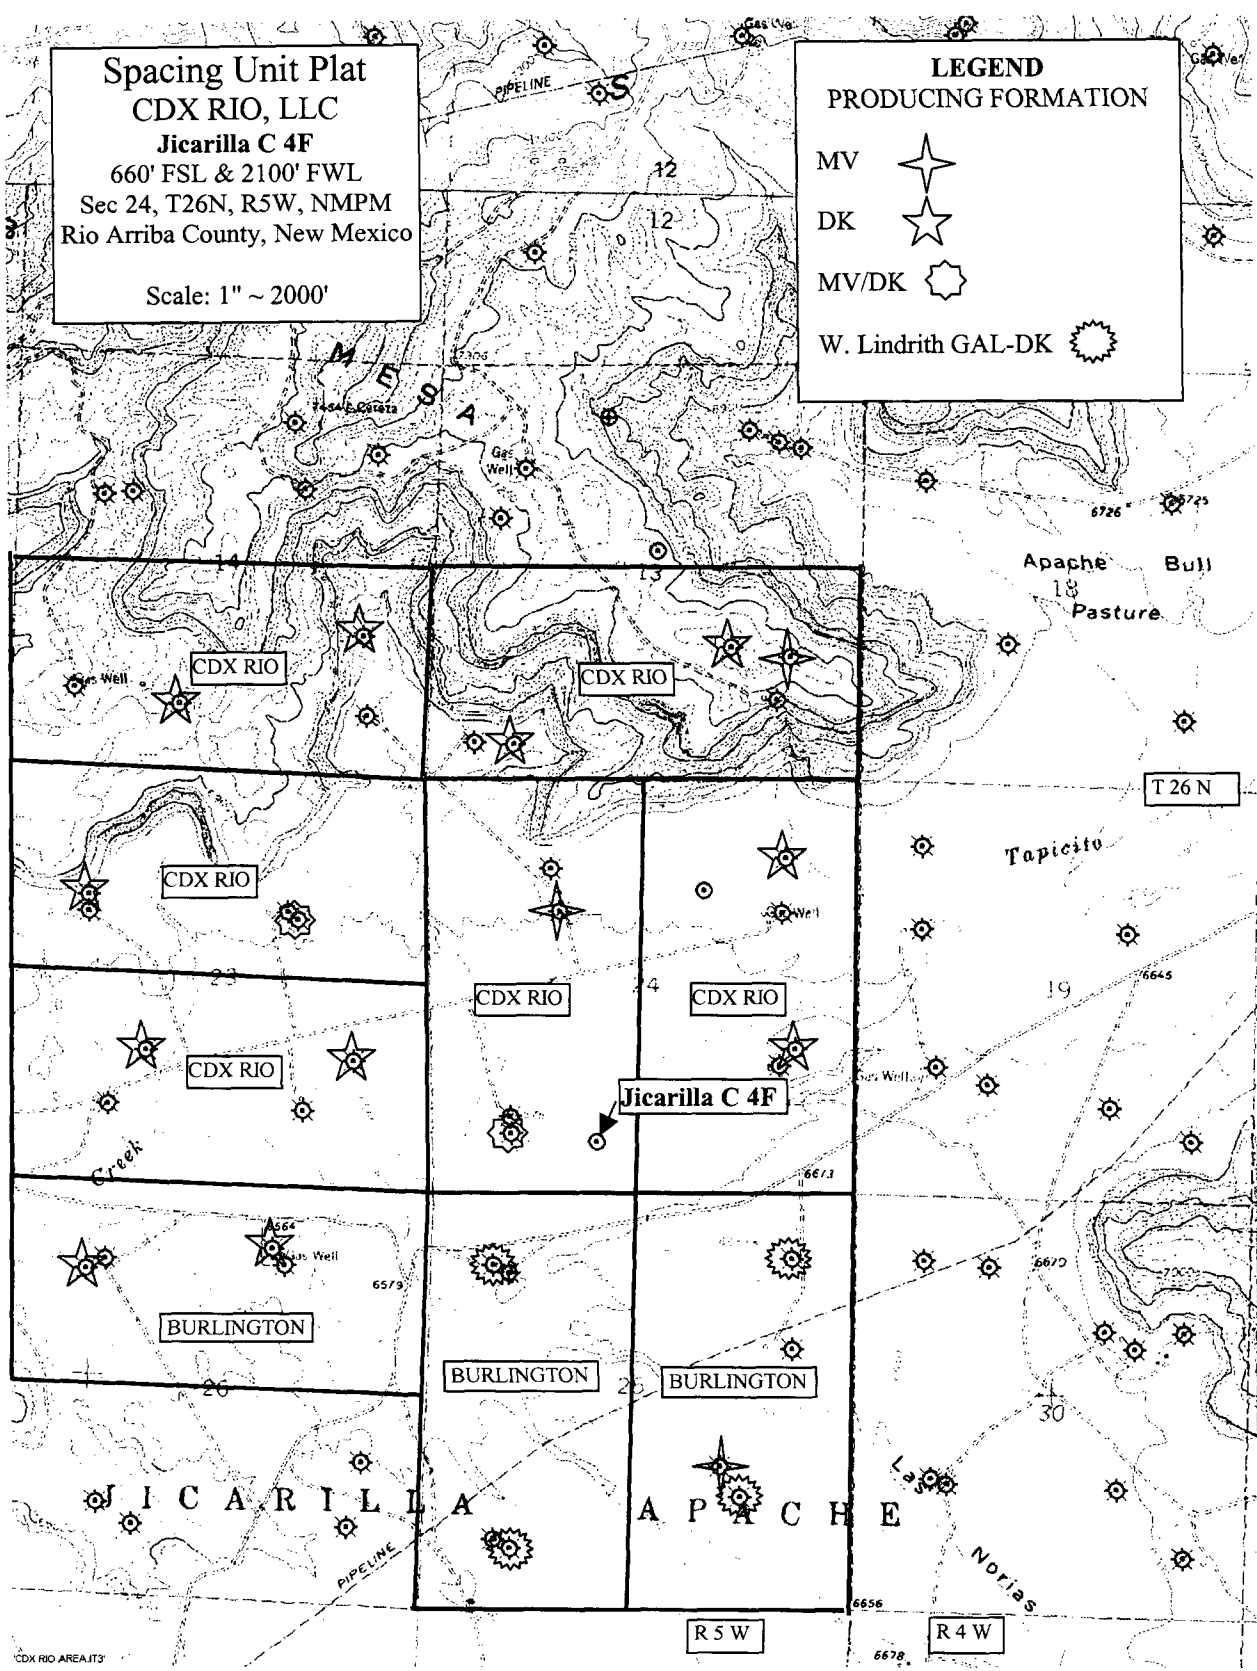 Spacing Unit Plat
CDX RIO, LLC
Jicarilla C 4F
660' FSL & 2100' FWL
Sec 24, T26N, R5W, NMPM
Rio Arriba County, New Mexico
Scale: 1" ~ 2000'
LEGEND
PRODUCING FORMATION
MV
DK
MV/DK
W. Lindrith GAL-DK
PIPELINE
S
12
12
M E S A
Gas
Well
6726
6725
14
13
Apache Bull
18
Pasture
CDX RIO
CDX RIO
Gas Well
T 26 N
Tapicito
CDX RIO
23
CDX RIO
24
CDX RIO
19
6645
CDX RIO
Gas Well
Jicarilla C 4F
Creek
6673
6564
Gas Well
6579
6670
BURLINGTON
BURLINGTON
25
BURLINGTON
26
30
JICARILLA APACHE
Las
Norias
PIPELINE
6656
R 5 W
R 4 W
6678
'CDX RIO AREA.IT3'